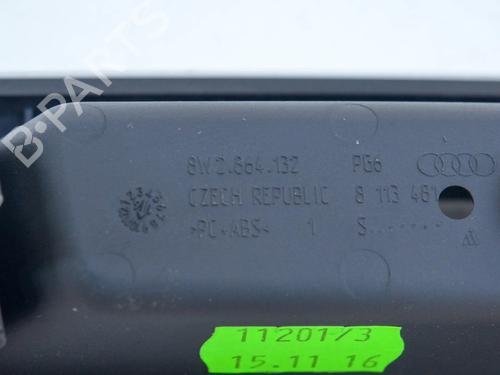 B-PARTS
8W2.864.132 PG6
CZECH REPUBLIC 8 113 461
>PC+ABS< 1 S.......
11201/3
15.11 16